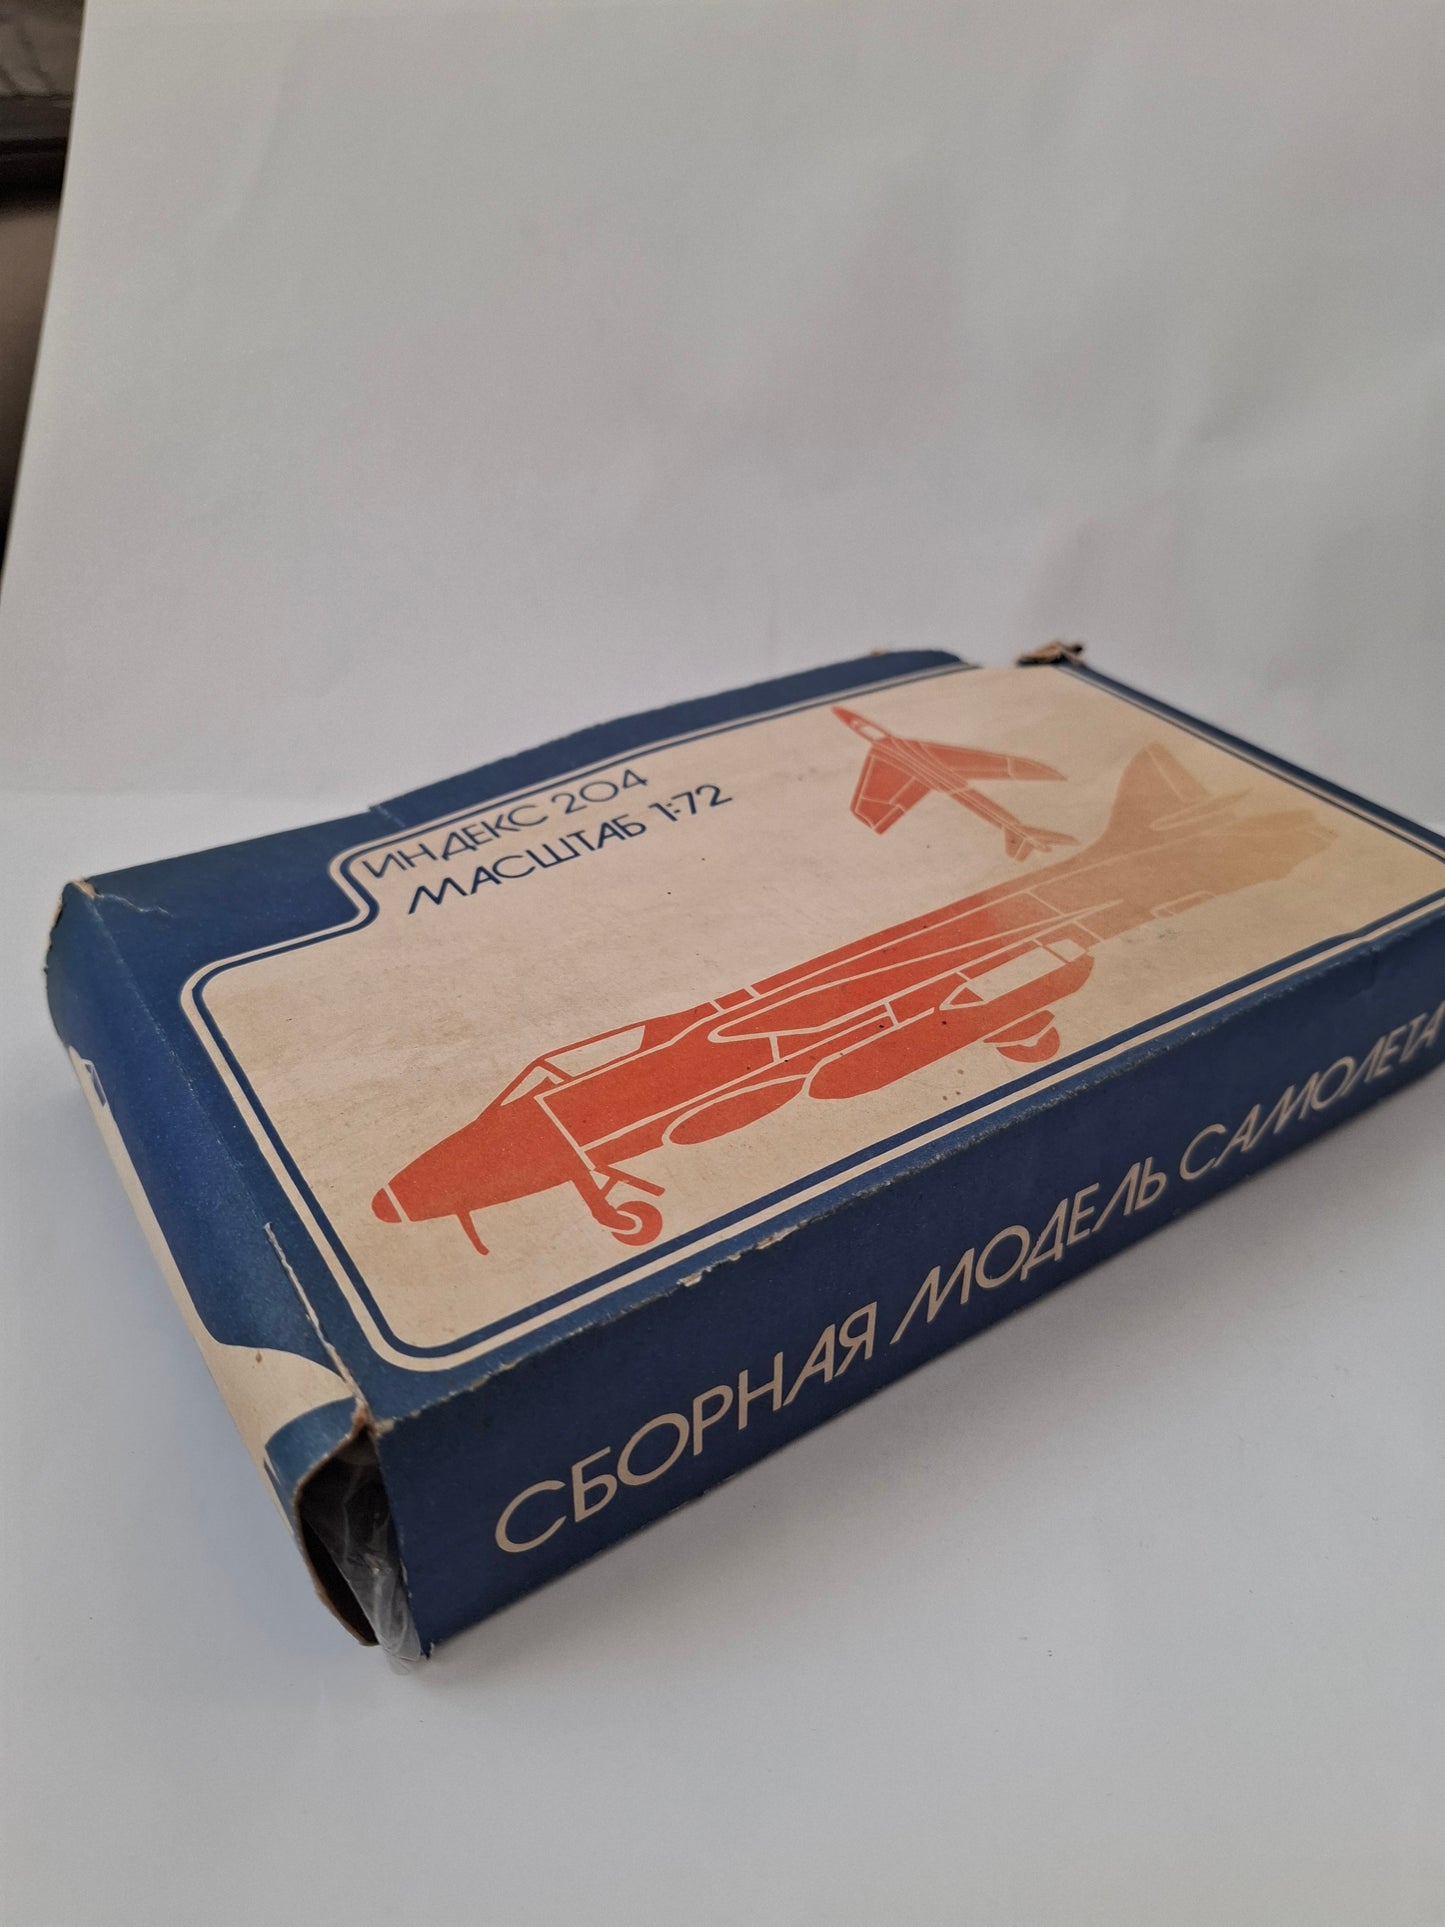 ИНДЕКС 204
МАСШТАБ 1:72
СБОРНАЯ МОДЕЛЬ САМОЛЕТА